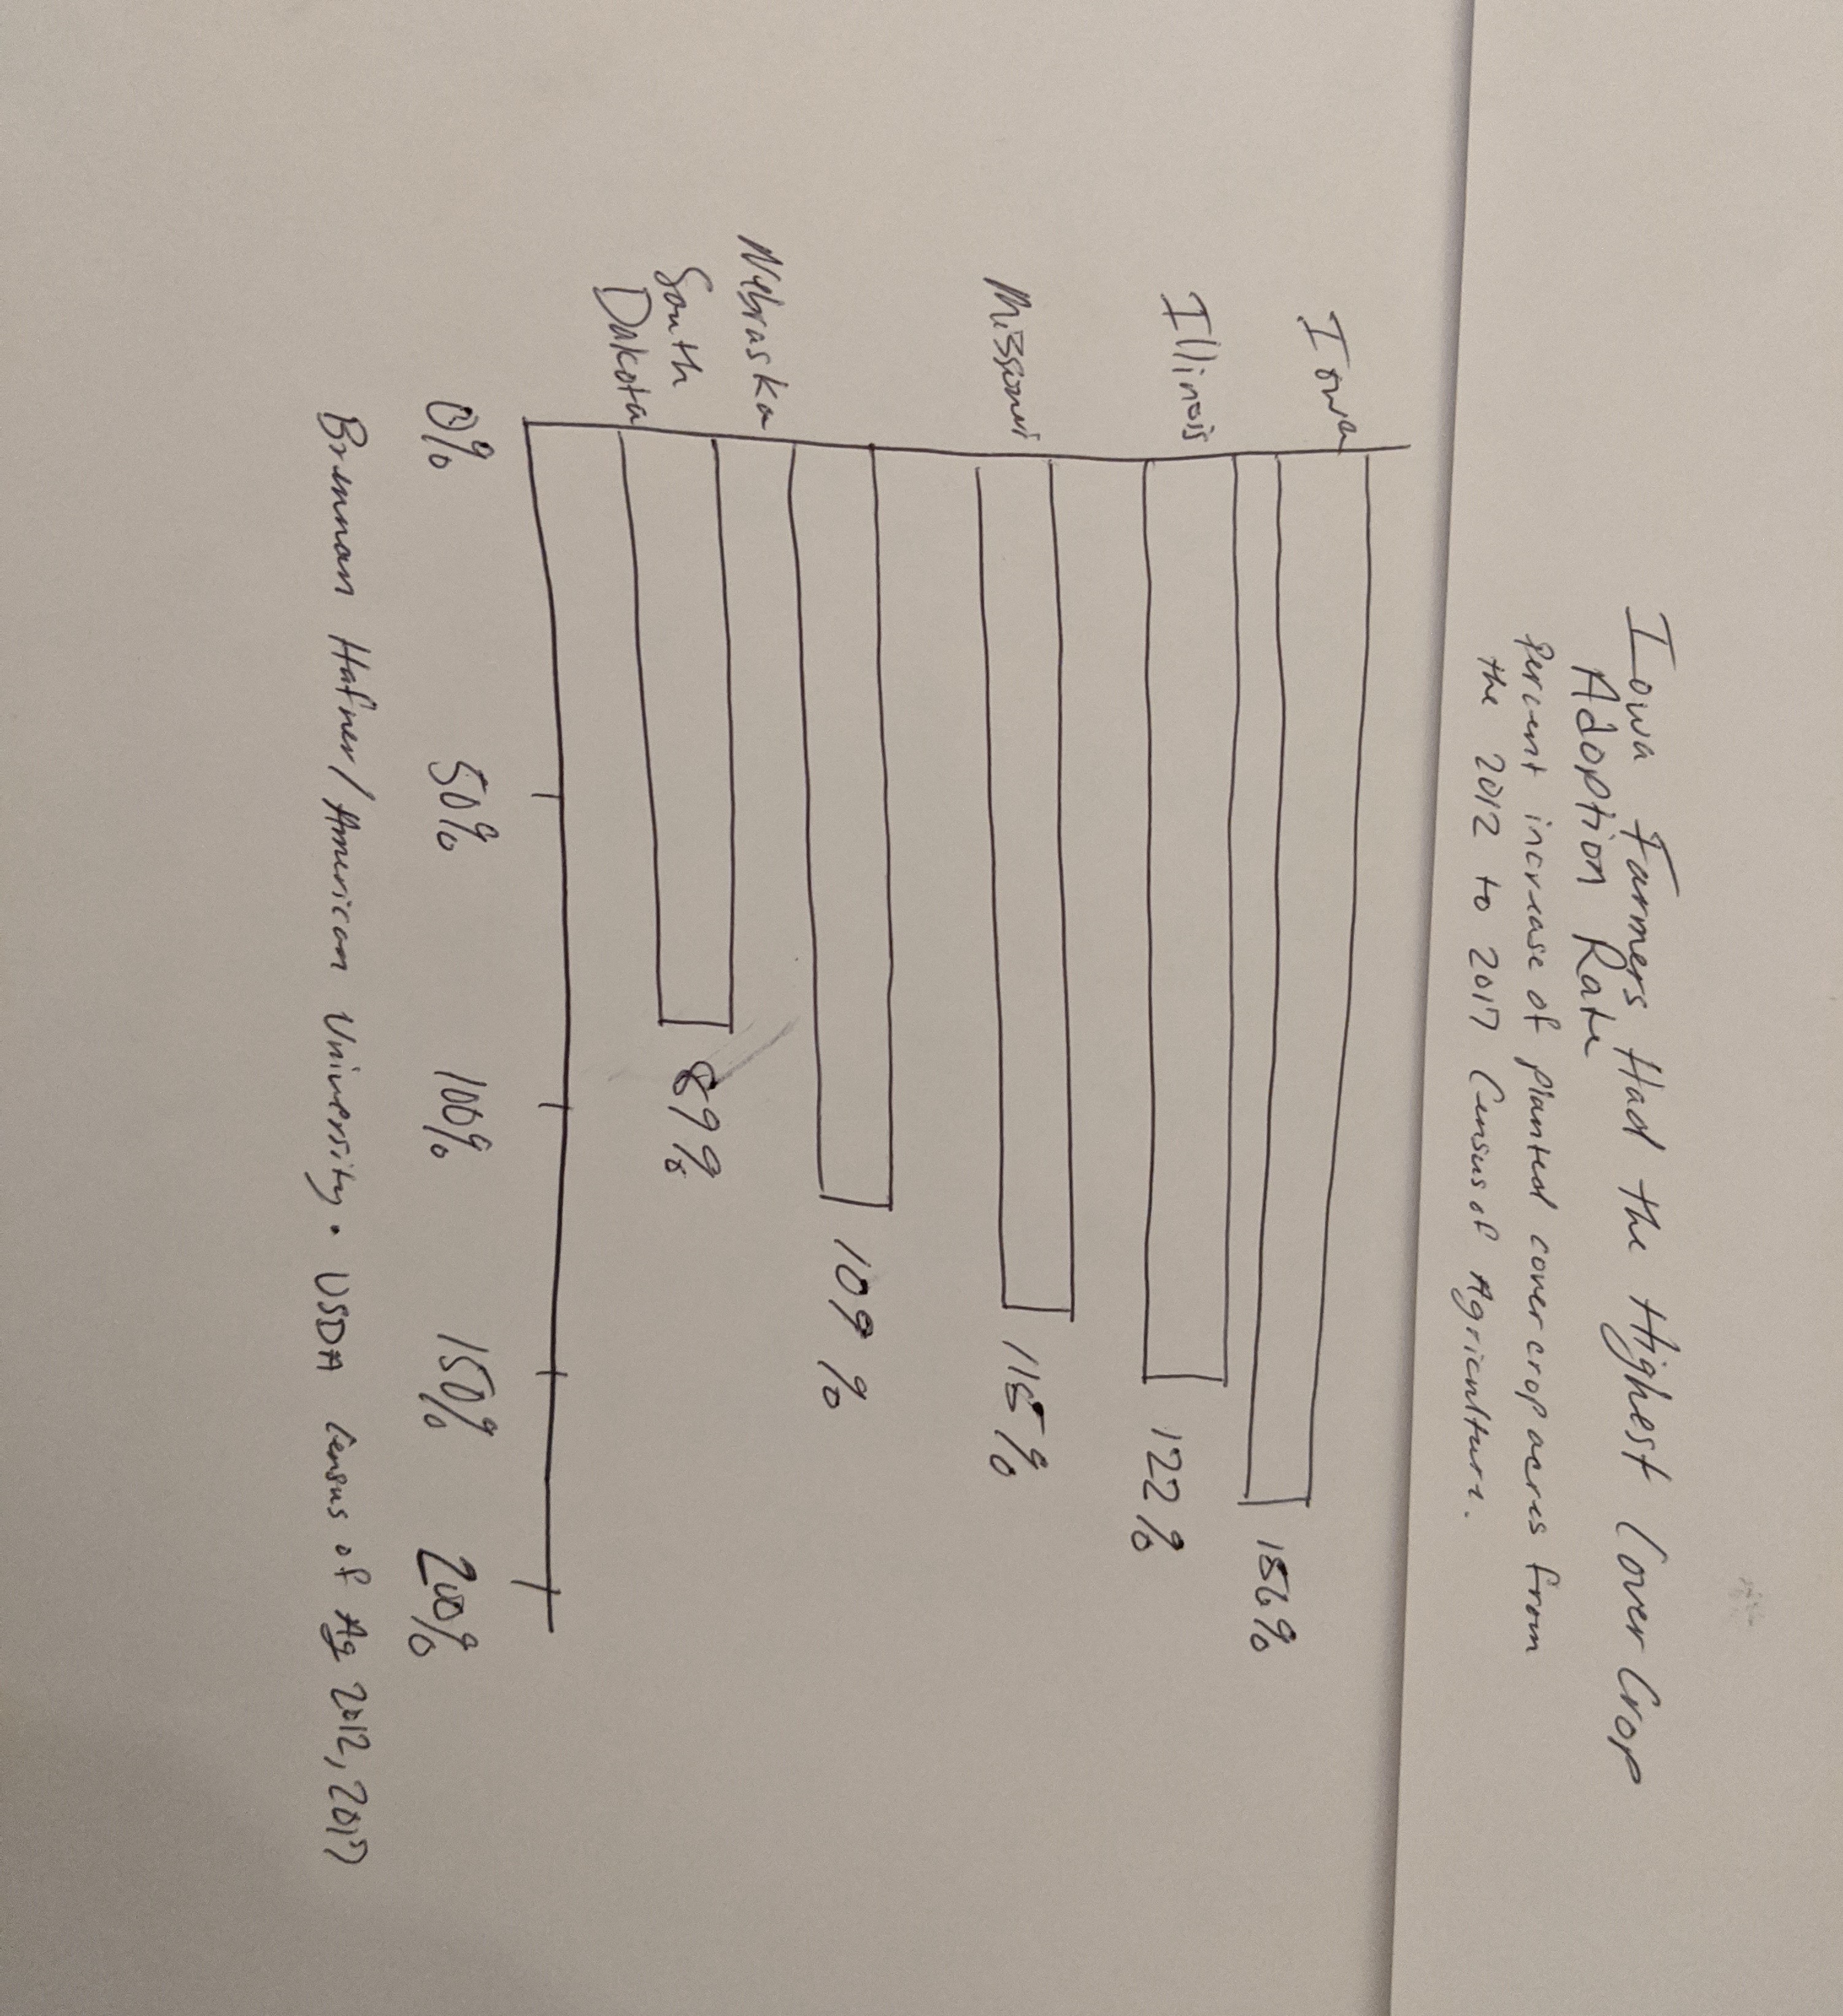 Iowa Farmers Had the Highest Cover Crop
Adoption Rate
Percent increase of planted cover crop acres from
the 2012 to 2017 Census of Agriculture.
Iowa 156%
Illinois 122%
Missouri 115%
Nebraska 109%
South
Dakota 89%
0% 50% 100% 150% 200%
Brennan Hafner/American University. USDA Census of Ag 2012, 2017